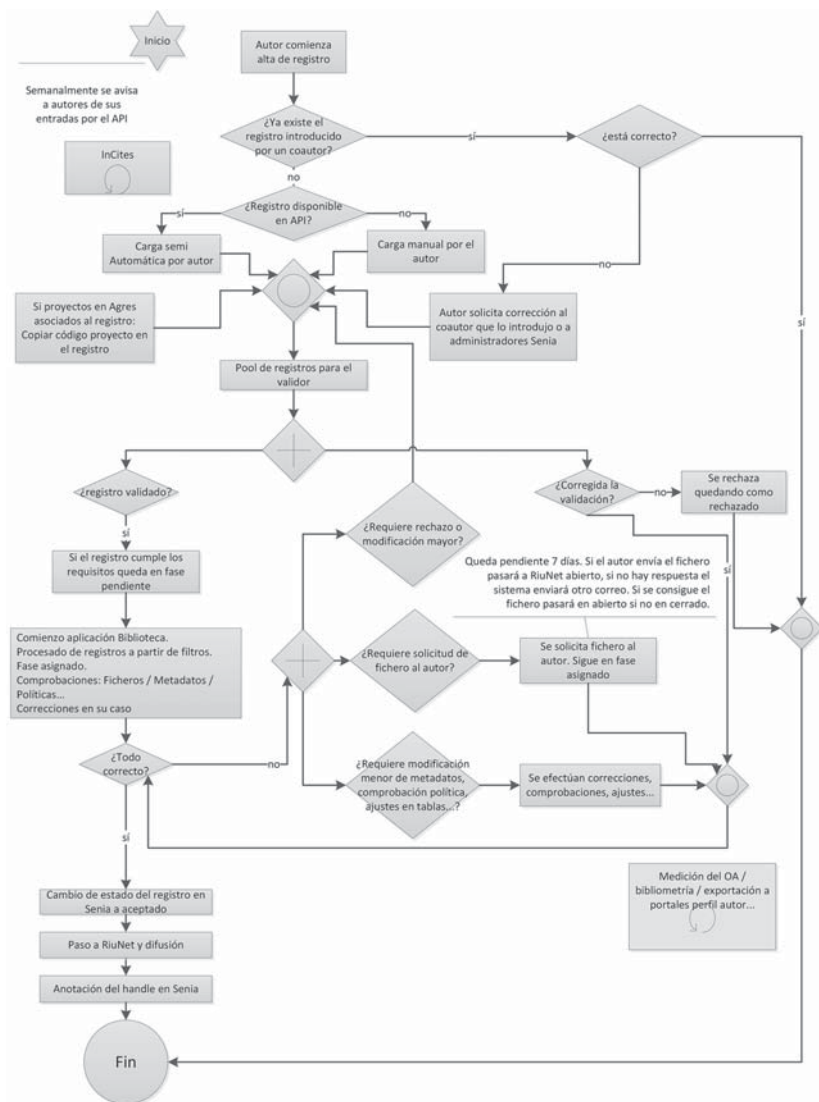 Inicio
Semanalmente se avisa
a autores de sus
entradas por el API
InCites
Autor comienza
alta de registro
¿Ya existe el
registro introducido
por un coautor?
sí
¿está correcto?
sí
no
no
¿Registro disponible
en API?
sí
no
Carga semi
Automática por autor
Carga manual por el
autor
Si proyectos en Agres
asociados al registro:
Copiar código proyecto en
el registro
Autor solicita corrección al
coautor que lo introdujo o a
administradores Senia
Pool de registros para el
validor
¿registro validado?
sí
¿Corregida la
validación?
no
Se rechaza
quedando como
rechazado
sí
Si el registro cumple los
requisitos queda en fase
pendiente
¿Requiere rechazo o
modificación mayor?
Queda pendiente 7 días. Si el autor envía el fichero
pasará a RiuNet abierto, si no hay respuesta el
sistema enviará otro correo. Si se consigue el
fichero pasará en abierto si no en cerrado.
Comienzo aplicación Biblioteca.
Procesado de registros a partir de filtros.
Fase asignado.
Comprobaciones: Ficheros / Metadatos /
Políticas...
Correcciones en su caso
¿Requiere solicitud de
fichero al autor?
Se solicita fichero al
autor. Sigue en fase
asignado
¿Todo
correcto?
no
¿Requiere modificación
menor de metadatos,
comprobación política,
ajustes en tablas...?
Se efectúan correcciones,
comprobaciones, ajustes...
sí
Medición del OA /
bibliometría / exportación a
portales perfil autor...
Cambio de estado del registro en
Senia a aceptado
Paso a RiuNet y difusión
Anotación del handle en Senia
Fin